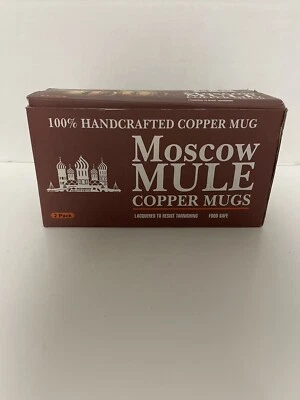 100% HANDCRAFTED COPPER MUG
MOSCOW
MULE
COPPER MUGS
2 Pack
LACQUERED TO RESIST TARNISHING FOOD SAFE